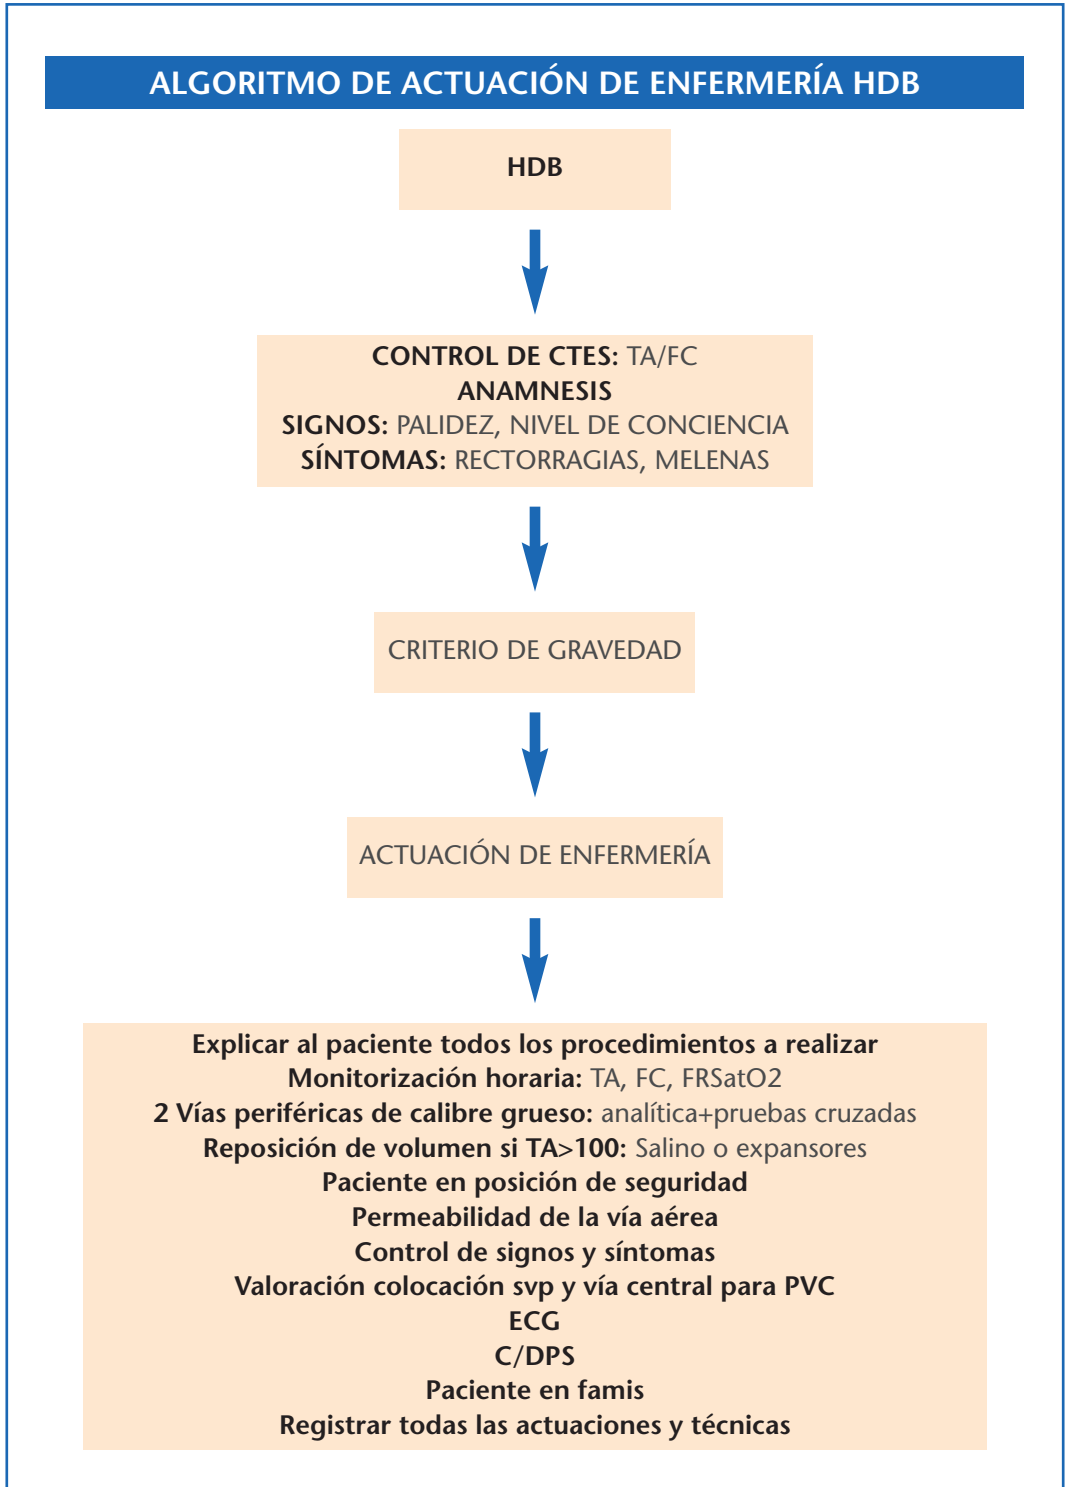 ALGORITMO DE ACTUACIÓN DE ENFERMERÍA HDB
HDB
CONTROL DE CTES: TA/FC
ANAMNESIS
SIGNOS: PALIDEZ, NIVEL DE CONCIENCIA
SÍNTOMAS: RECTORRAGIAS, MELENAS
CRITERIO DE GRAVEDAD
ACTUACIÓN DE ENFERMERÍA
Explicar al paciente todos los procedimientos a realizar
Monitorización horaria: TA, FC, FRSatO2
2 Vías periféricas de calibre grueso: analítica+pruebas cruzadas
Reposición de volumen si TA>100: Salino o expansores
Paciente en posición de seguridad
Permeabilidad de la vía aérea
Control de signos y síntomas
Valoración colocación svp y vía central para PVC
ECG
C/DPS
Paciente en famis
Registrar todas las actuaciones y técnicas